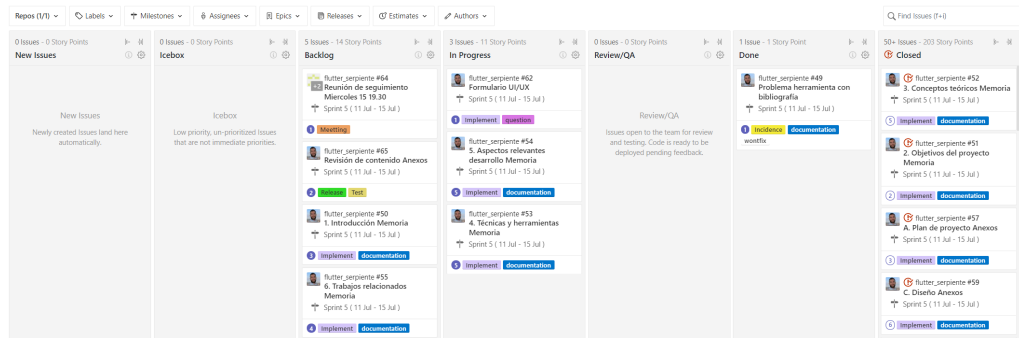 Repos (1/1) Labels Milestones Assignees Epics Releases Estimates Authors Find Issues (f+i)
0 Issues - 0 Story Points
New Issues
New Issues
Newly created Issues land here
automatically.
0 Issues - 0 Story Points
Icebox
Icebox
Low priority, un-prioritized Issues
that are not immediate priorities.
5 Issues - 14 Story Points
Backlog
+2
flutter_serpiente #64
Reunión de seguimiento
Miercoles 15 19.30
Sprint 5 ( 11 Jul - 15 Jul )
1 Meetting
flutter_serpiente #65
Revisión de contenido Anexos
Sprint 5 ( 11 Jul - 15 Jul )
2 Release Test
flutter_serpiente #50
1. Introducción Memoria
Sprint 5 ( 11 Jul - 15 Jul )
3 Implement documentation
flutter_serpiente #55
6. Trabajos relacionados
Memoria
Sprint 5 ( 11 Jul - 15 Jul )
4 Implement documentation
3 Issues - 11 Story Points
In Progress
flutter_serpiente #62
Formulario UI/UX
Sprint 5 ( 11 Jul - 15 Jul )
1 Implement question
flutter_serpiente #54
5. Aspectos relevantes
desarrollo Memoria
Sprint 5 ( 11 Jul - 15 Jul )
5 Implement documentation
flutter_serpiente #53
4. Técnicas y herramientas
Memoria
Sprint 5 ( 11 Jul - 15 Jul )
5 Implement documentation
0 Issues - 0 Story Points
Review/QA
Review/QA
Issues open to the team for review
and testing. Code is ready to be
deployed pending feedback.
1 Issue - 1 Story Point
Done
flutter_serpiente #49
Problema herramienta con
bibliografía
Sprint 5 ( 11 Jul - 15 Jul )
1 Incidence documentation
wontfix
50+ Issues - 203 Story Points
Closed
flutter_serpiente #52
3. Conceptos teóricos Memoria
Sprint 5 ( 11 Jul - 15 Jul )
5 Implement documentation
flutter_serpiente #51
2. Objetivos del proyecto
Memoria
Sprint 5 ( 11 Jul - 15 Jul )
2 Implement documentation
flutter_serpiente #57
A. Plan de proyecto Anexos
Sprint 5 ( 11 Jul - 15 Jul )
3 Implement documentation
flutter_serpiente #59
C. Diseño Anexos
Sprint 5 ( 11 Jul - 15 Jul )
6 Implement documentation